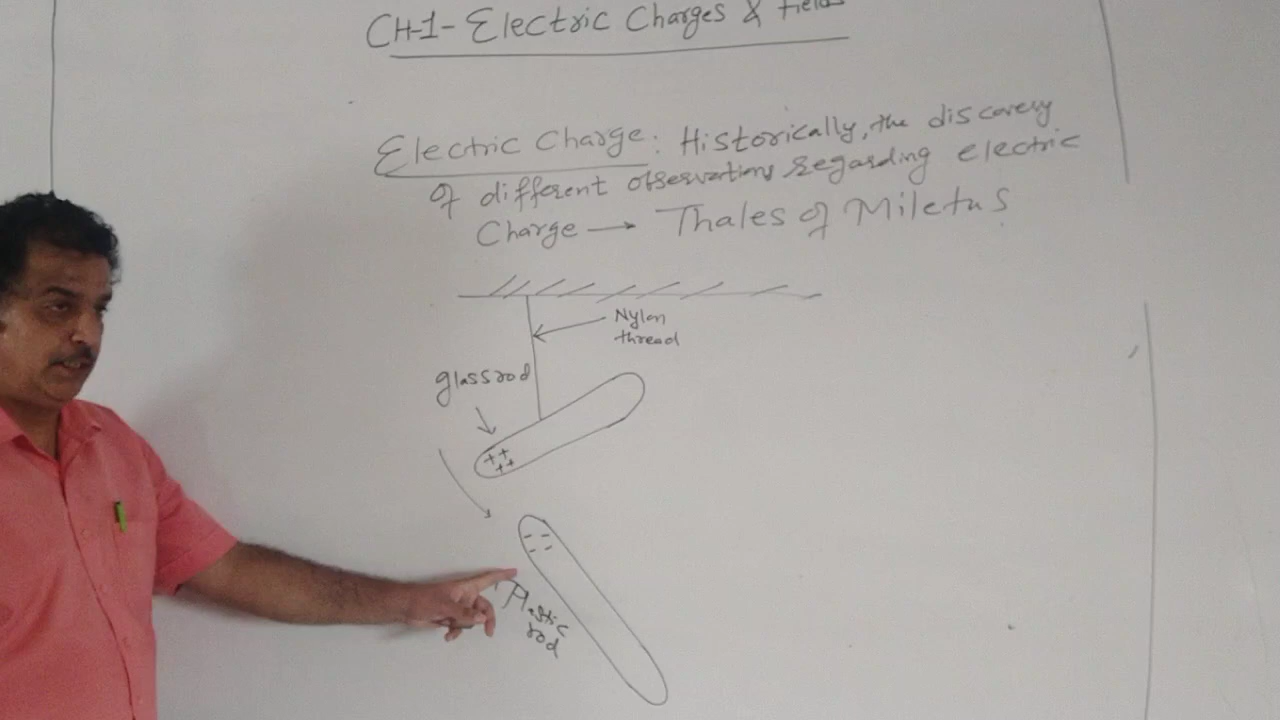 CH-1- Electric Charges & Fields
Electric Charge: Historically, the discovery
of different observations regarding electric
Charge → Thales of Miletus.
Nylon
thread
glass rod
++
++
- -
- -
Plastic
rod